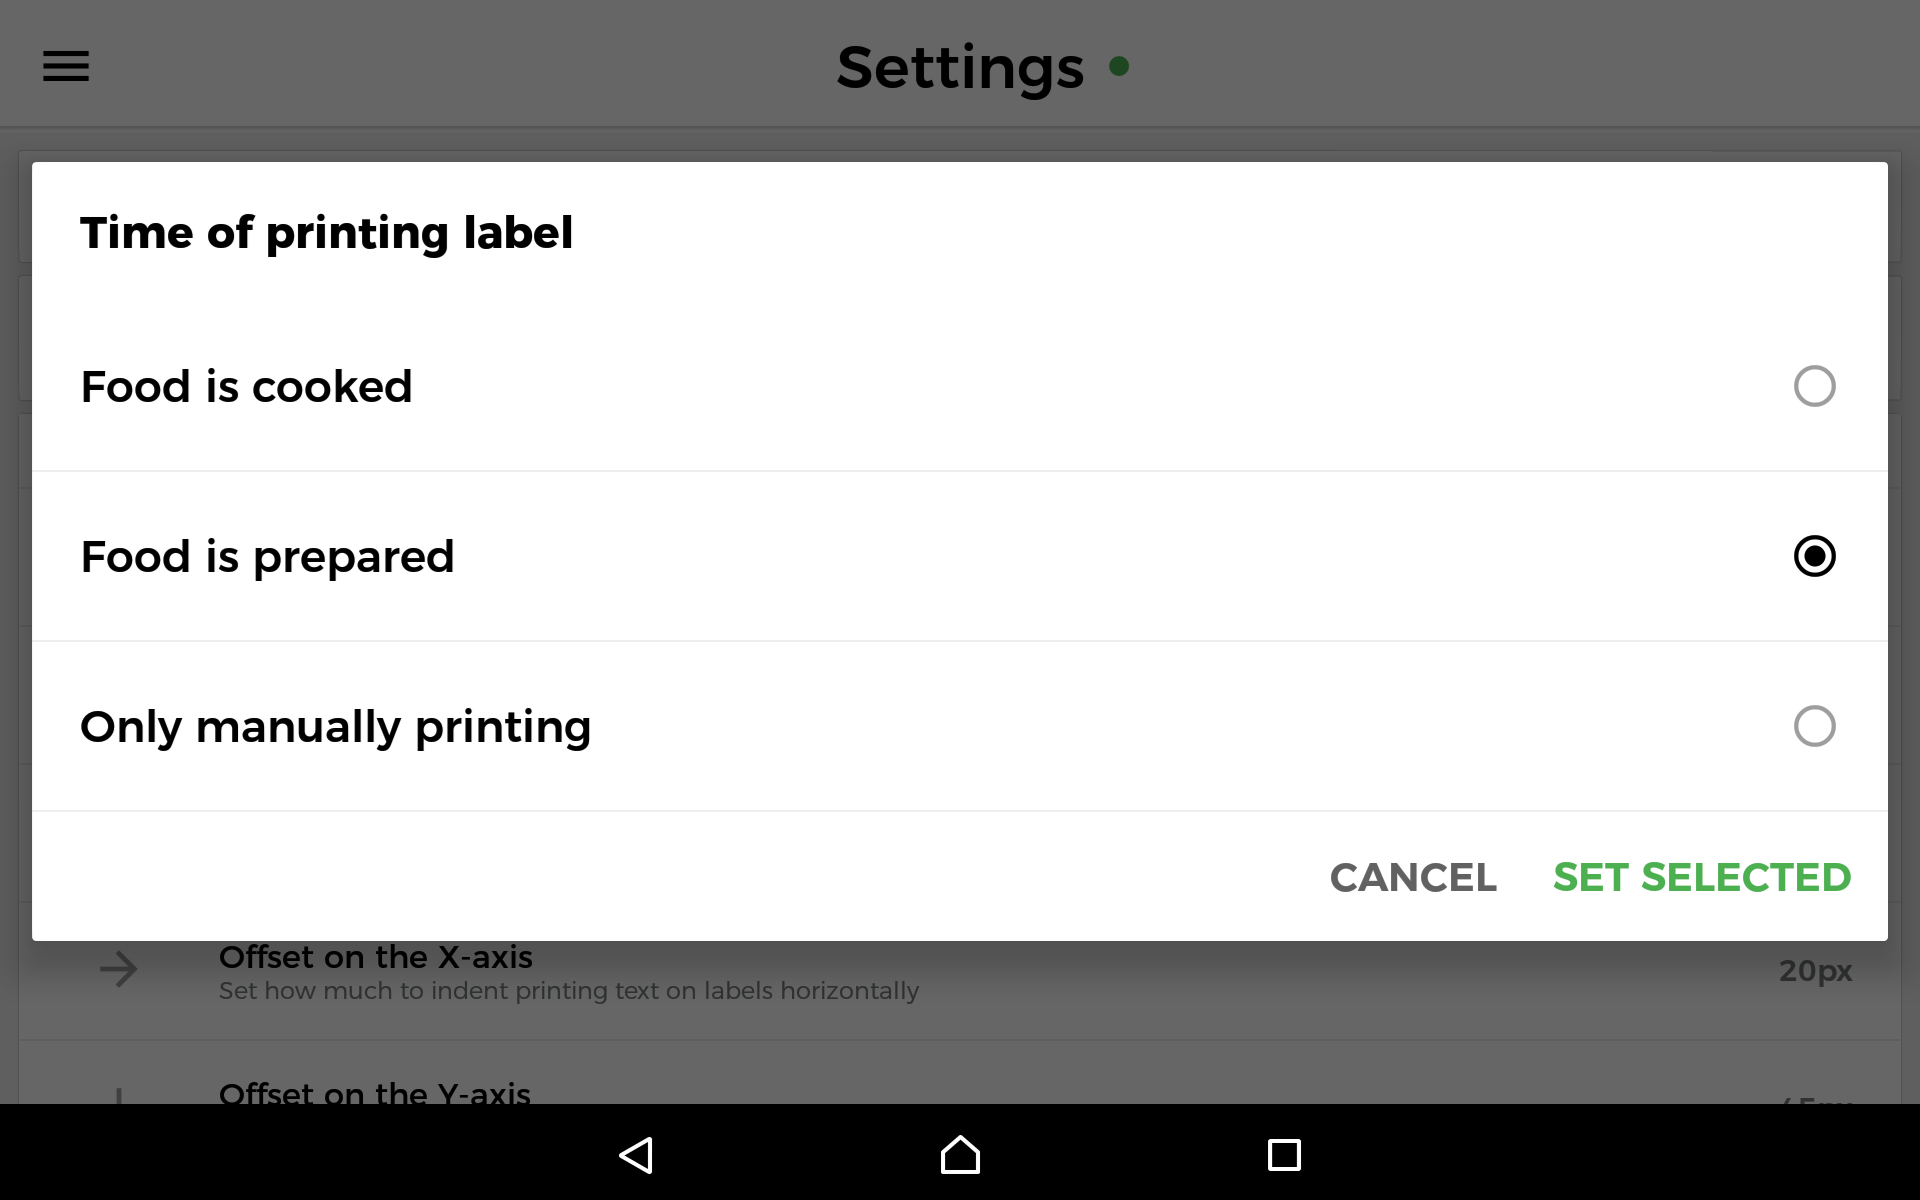 Settings
Time of printing label
Food is cooked
Food is prepared
Only manually printing
CANCEL SET SELECTED
Offset on the X-axis
Set how much to indent printing text on labels horizontally
20px
Offset on the Y-axis